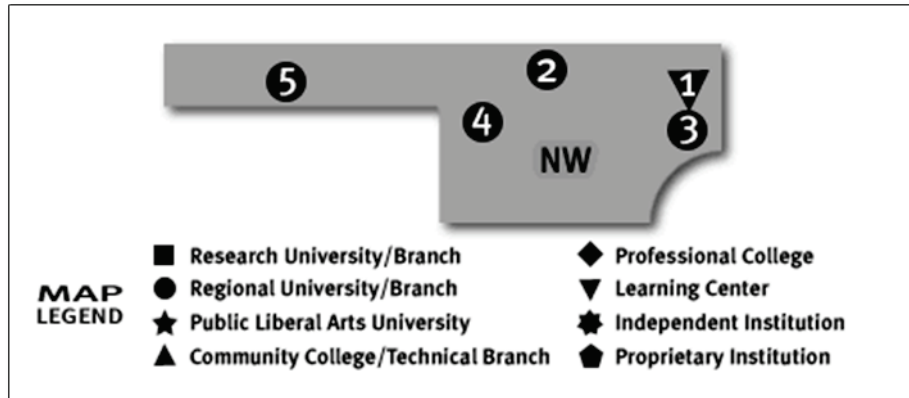 2
5
1
4
3
NW
MAP
LEGEND
Research University/Branch
Regional University/Branch
Public Liberal Arts University
Community College/Technical Branch
Professional College
Learning Center
Independent Institution
Proprietary Institution